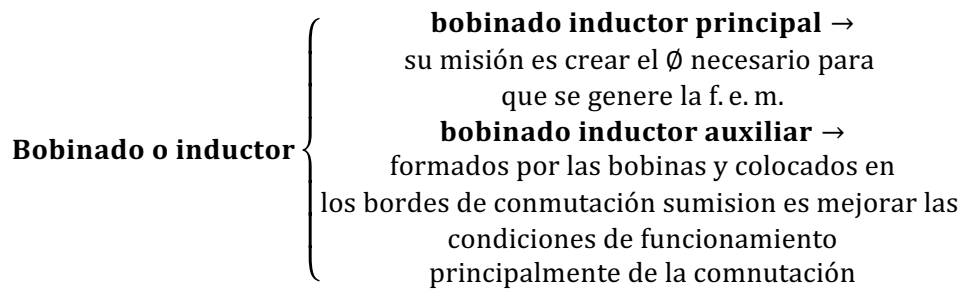 bobinado inductor principal →
su misión es crear el ∅ necesario para
que se genere la f. e. m.
Bobinado o inductor
bobinado inductor auxiliar →
formados por las bobinas y colocados en
los bordes de conmutación sumision es mejorar las
condiciones de funcionamiento
principalmente de la comnutación